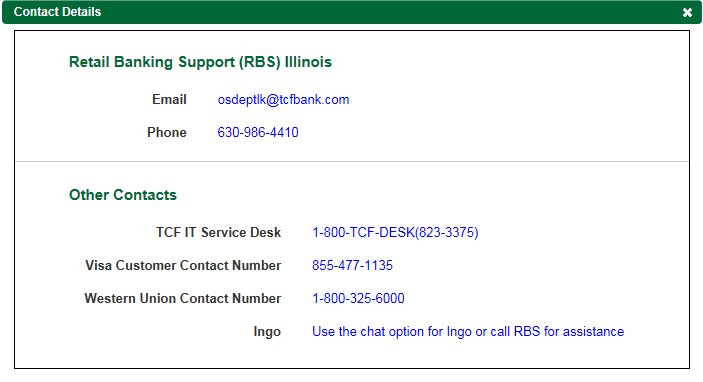 Contact Details
Retail Banking Support (RBS) Illinois
Email osdeptlk@tcfbank.com
Phone 630-986-4410
Other Contacts
TCF IT Service Desk 1-800-TCF-DESK(823-3375)
Visa Customer Contact Number 855-477-1135
Western Union Contact Number 1-800-325-6000
Ingo Use the chat option for Ingo or call RBS for assistance